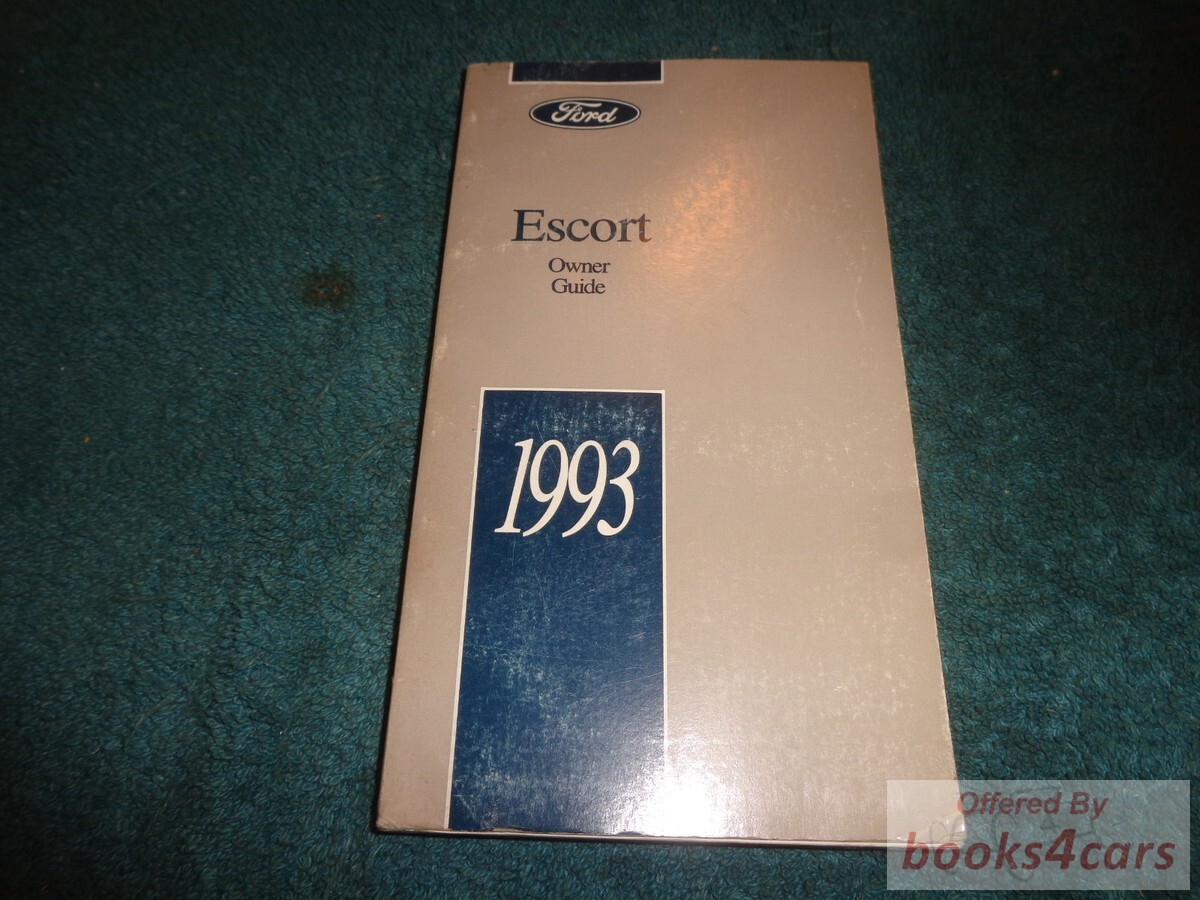 Ford
Escort
Owner
Guide
1993
Offered By
books4cars